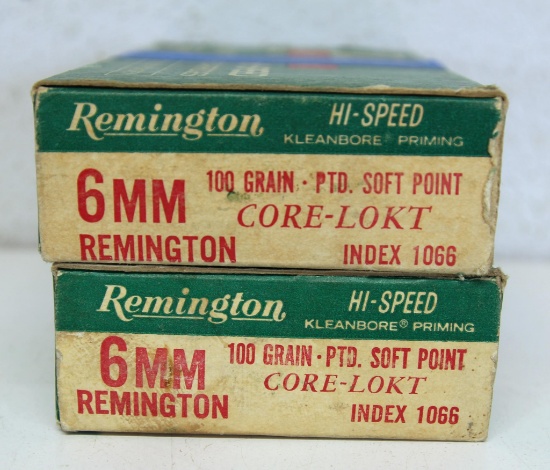 Remington HI-SPEED
KLEANBORE PRIMING
6MM 100 GRAIN · PTD. SOFT POINT
CORE-LOKT
REMINGTON INDEX 1066
Remington HI-SPEED
KLEANBORE® PRIMING
6MM 100 GRAIN · PTD. SOFT POINT
CORE-LOKT
REMINGTON INDEX 1066